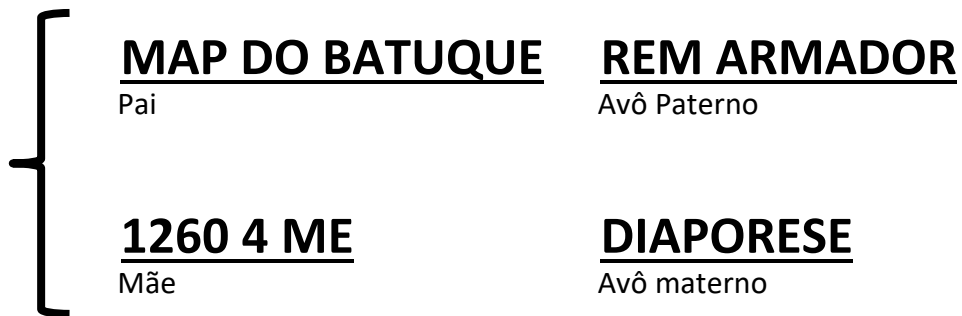 MAP DO BATUQUE REM ARMADOR
Pai Avô Paterno
1260 4 ME DIAPORESE
Mãe Avô materno